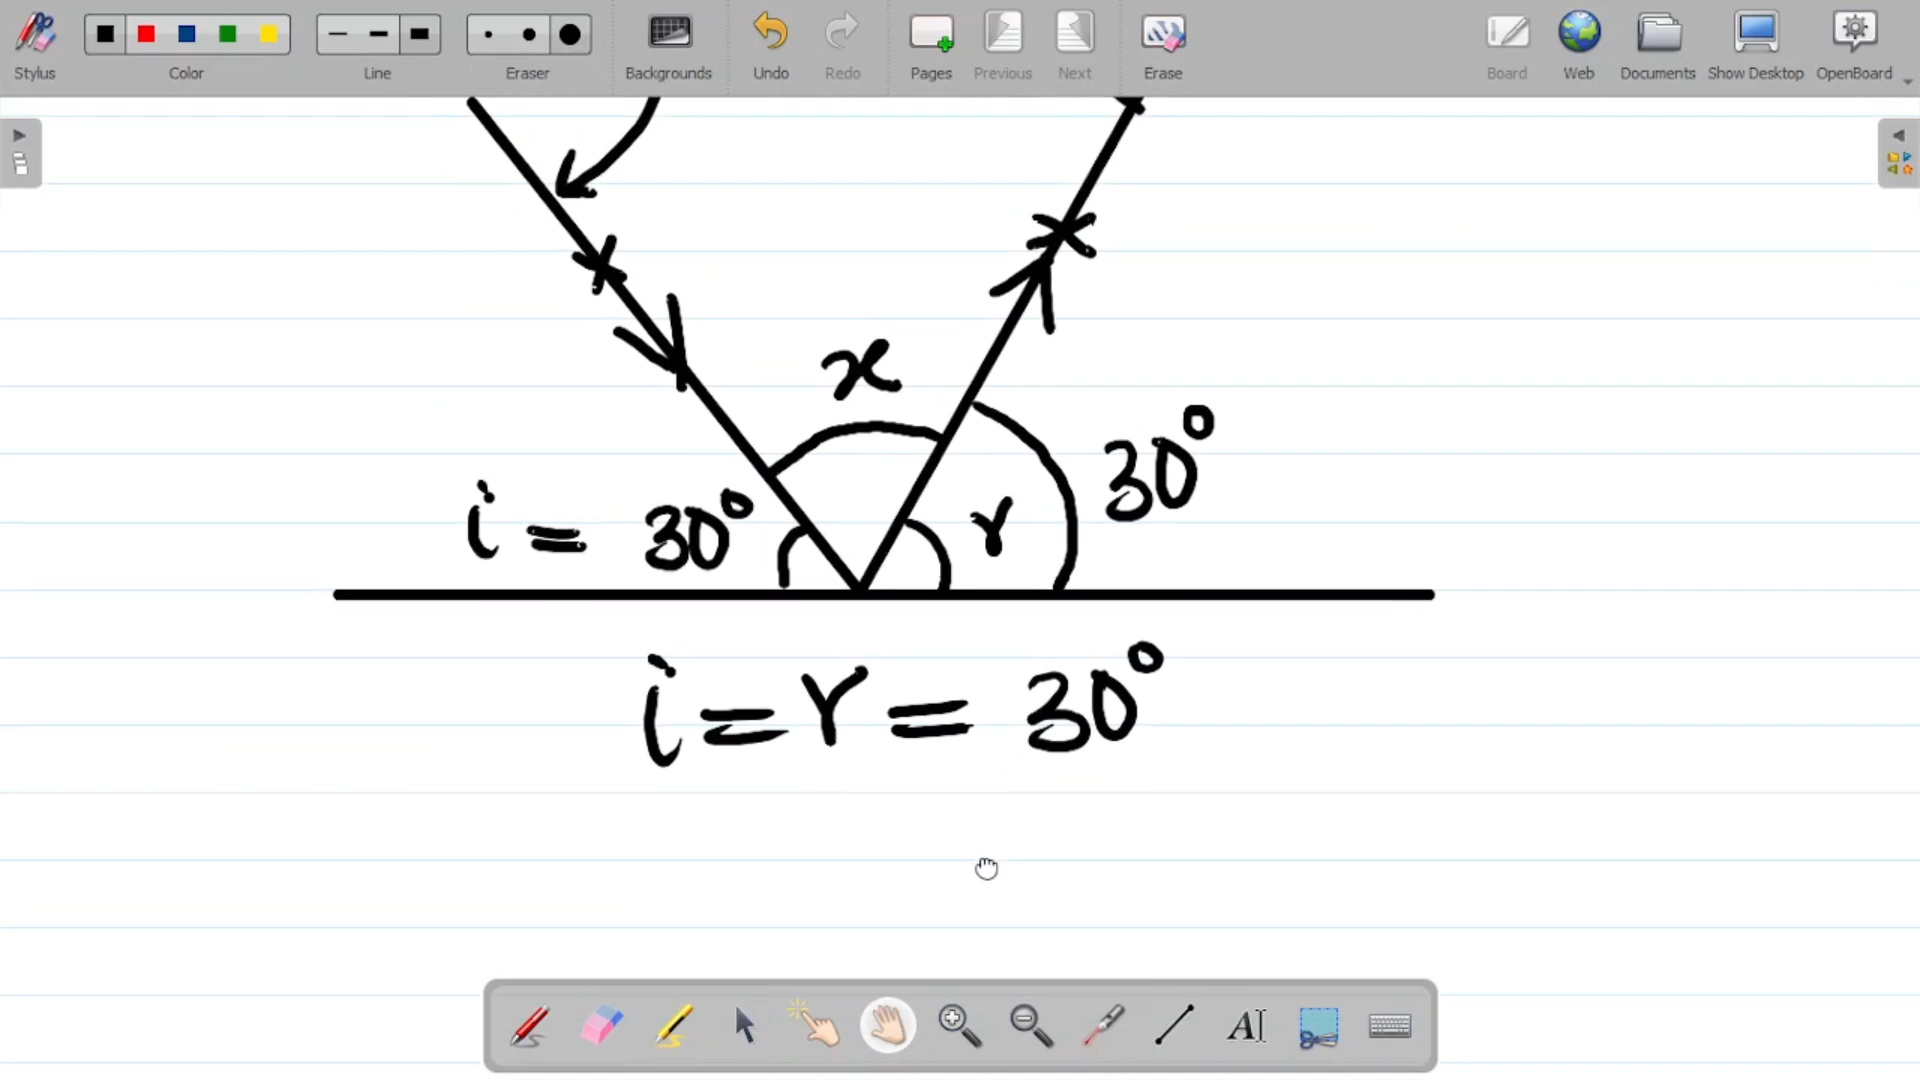 Stylus Color Line Eraser Backgrounds Undo Redo Pages Previous Next Erase Board Web Documents Show Desktop OpenBoard
x
30°
i = 30°
r
i = r = 30°
AI